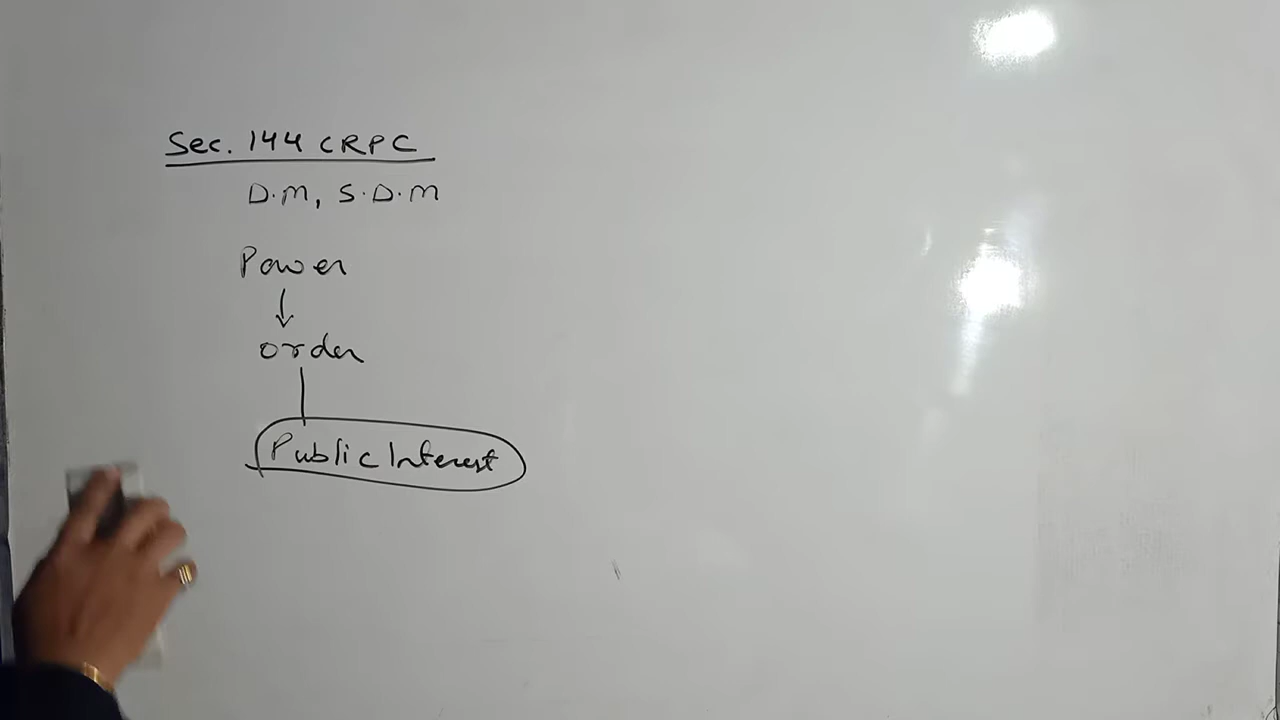 Sec. 144 CRPC
D.M, S.D.M
Power
order
Public Interest